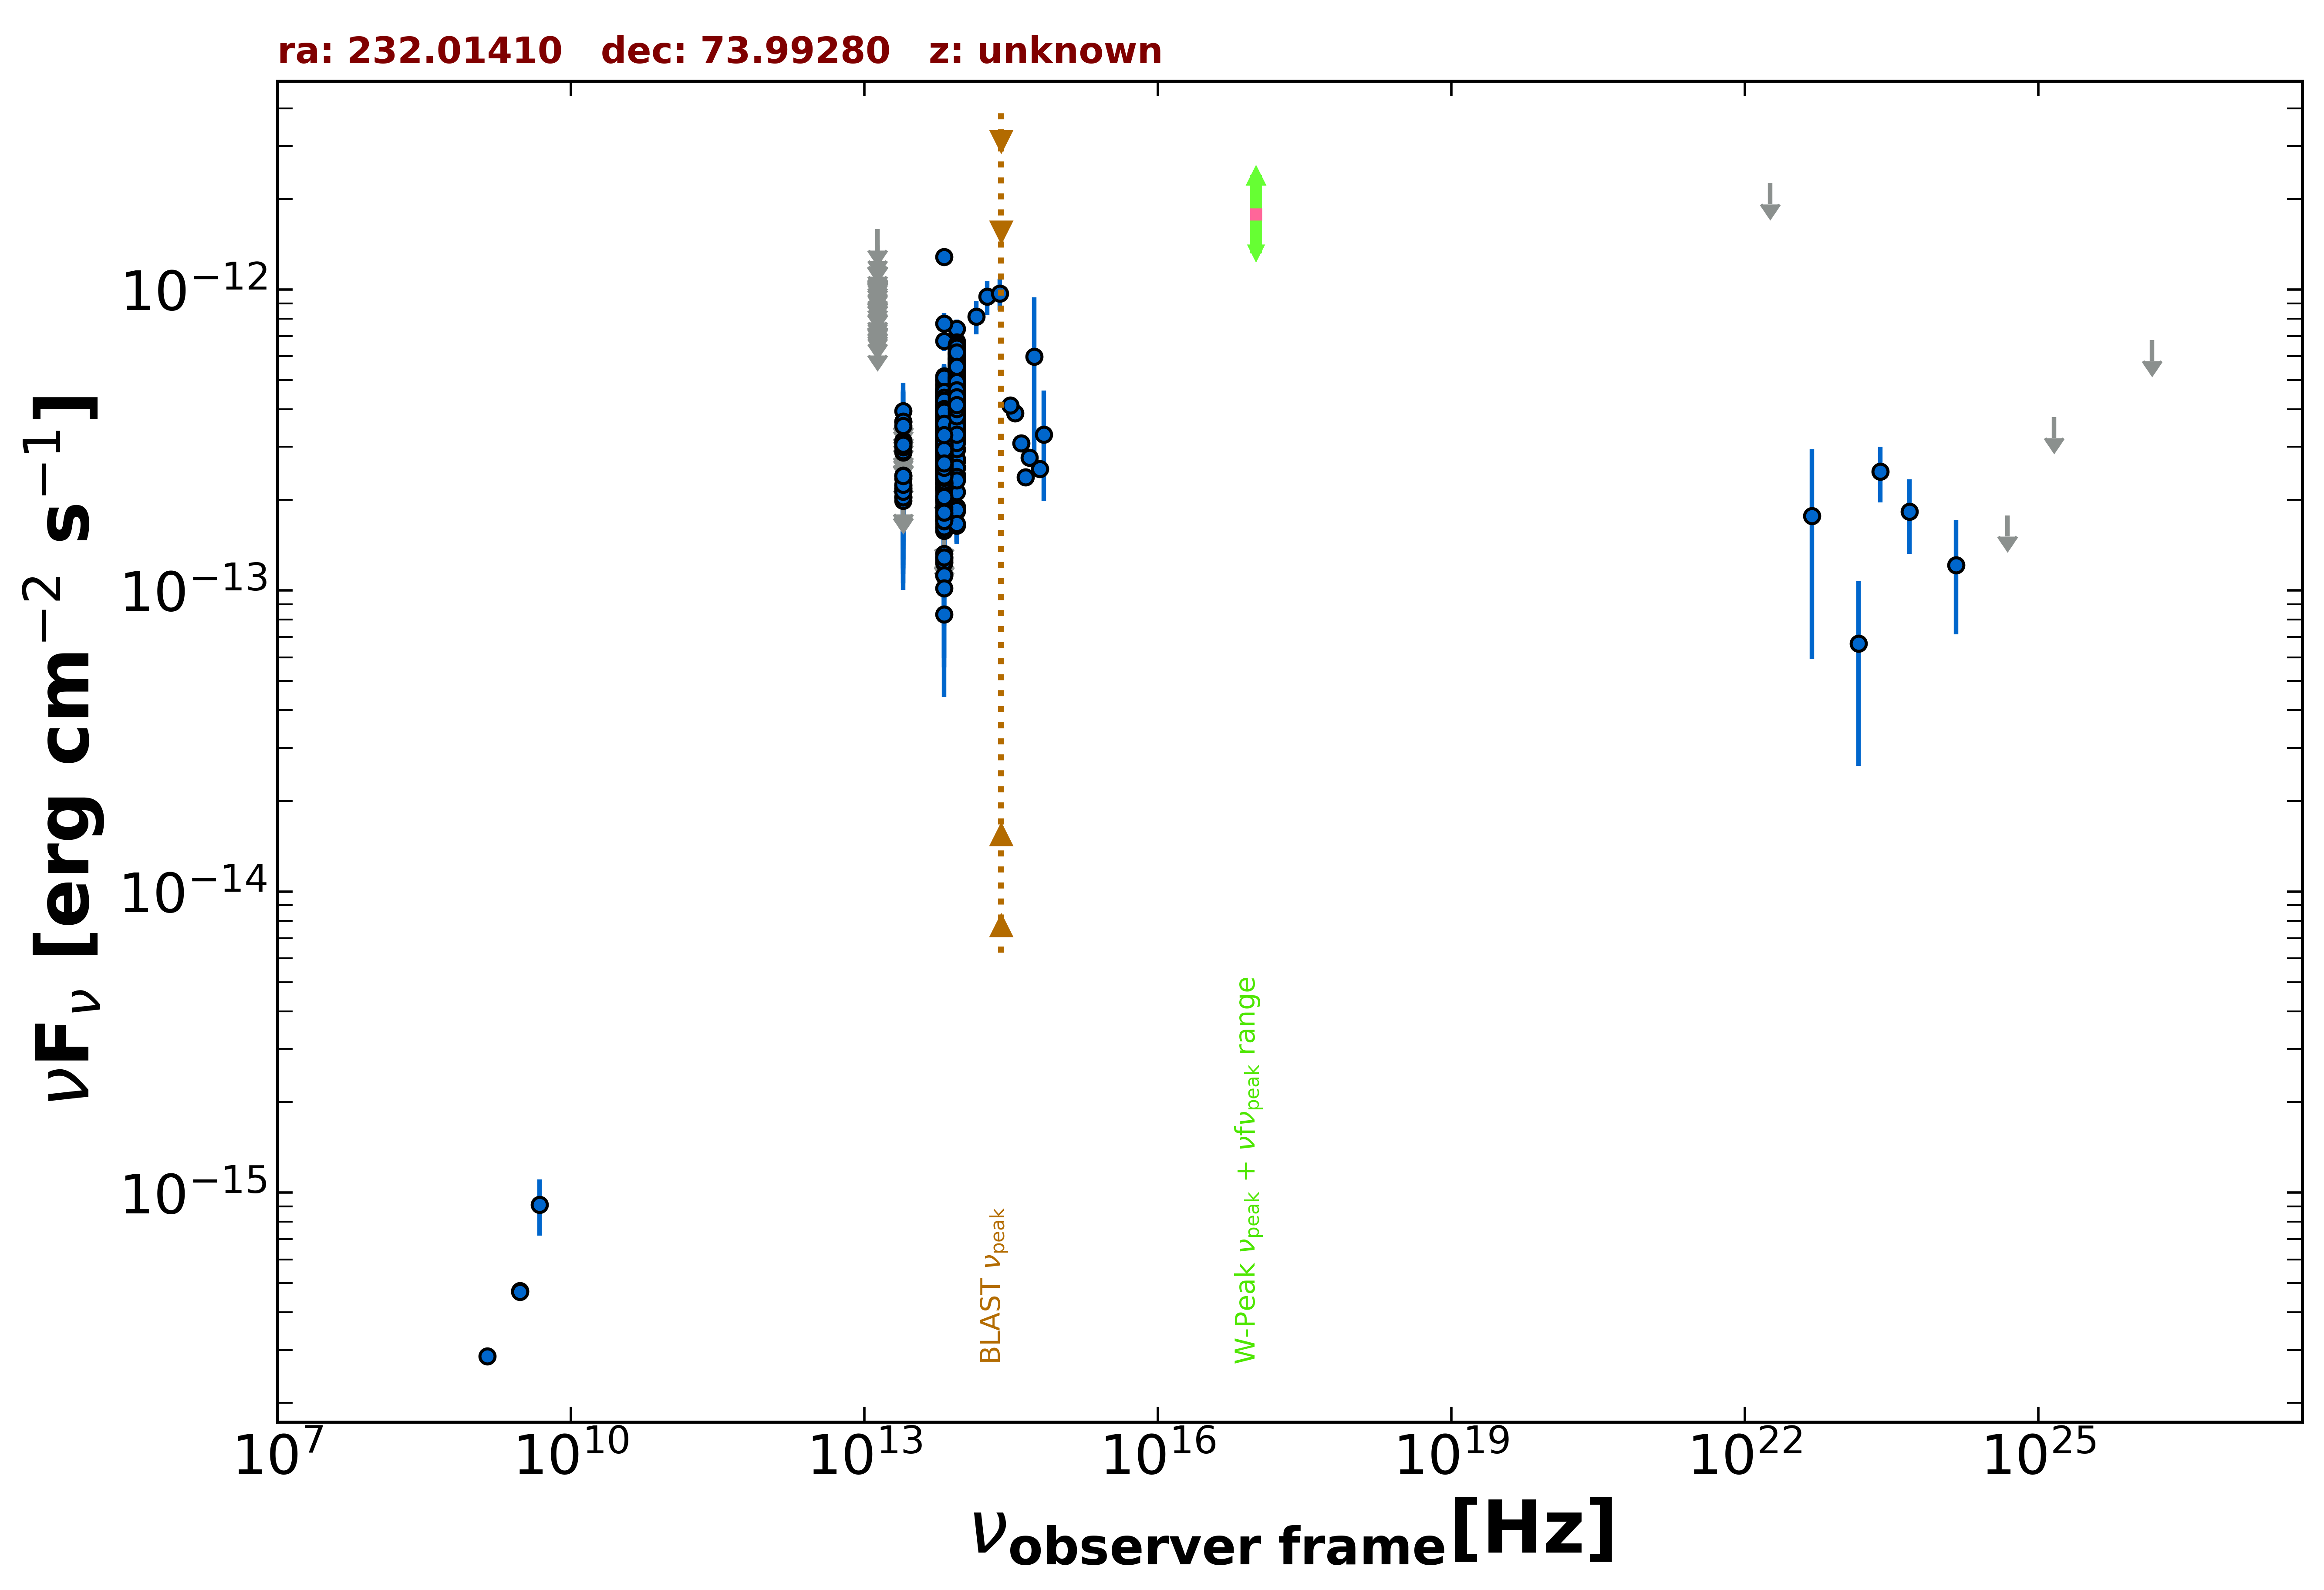 ra: 232.01410   dec: 73.99280   z: unknown
νFν [erg cm⁻² s⁻¹]
10⁻¹²
10⁻¹³
10⁻¹⁴
10⁻¹⁵
BLAST νpeak
W-Peak νpeak + νfνpeak range
10⁷ 10¹⁰ 10¹³ 10¹⁶ 10¹⁹ 10²² 10²⁵
νobserver frame[Hz]